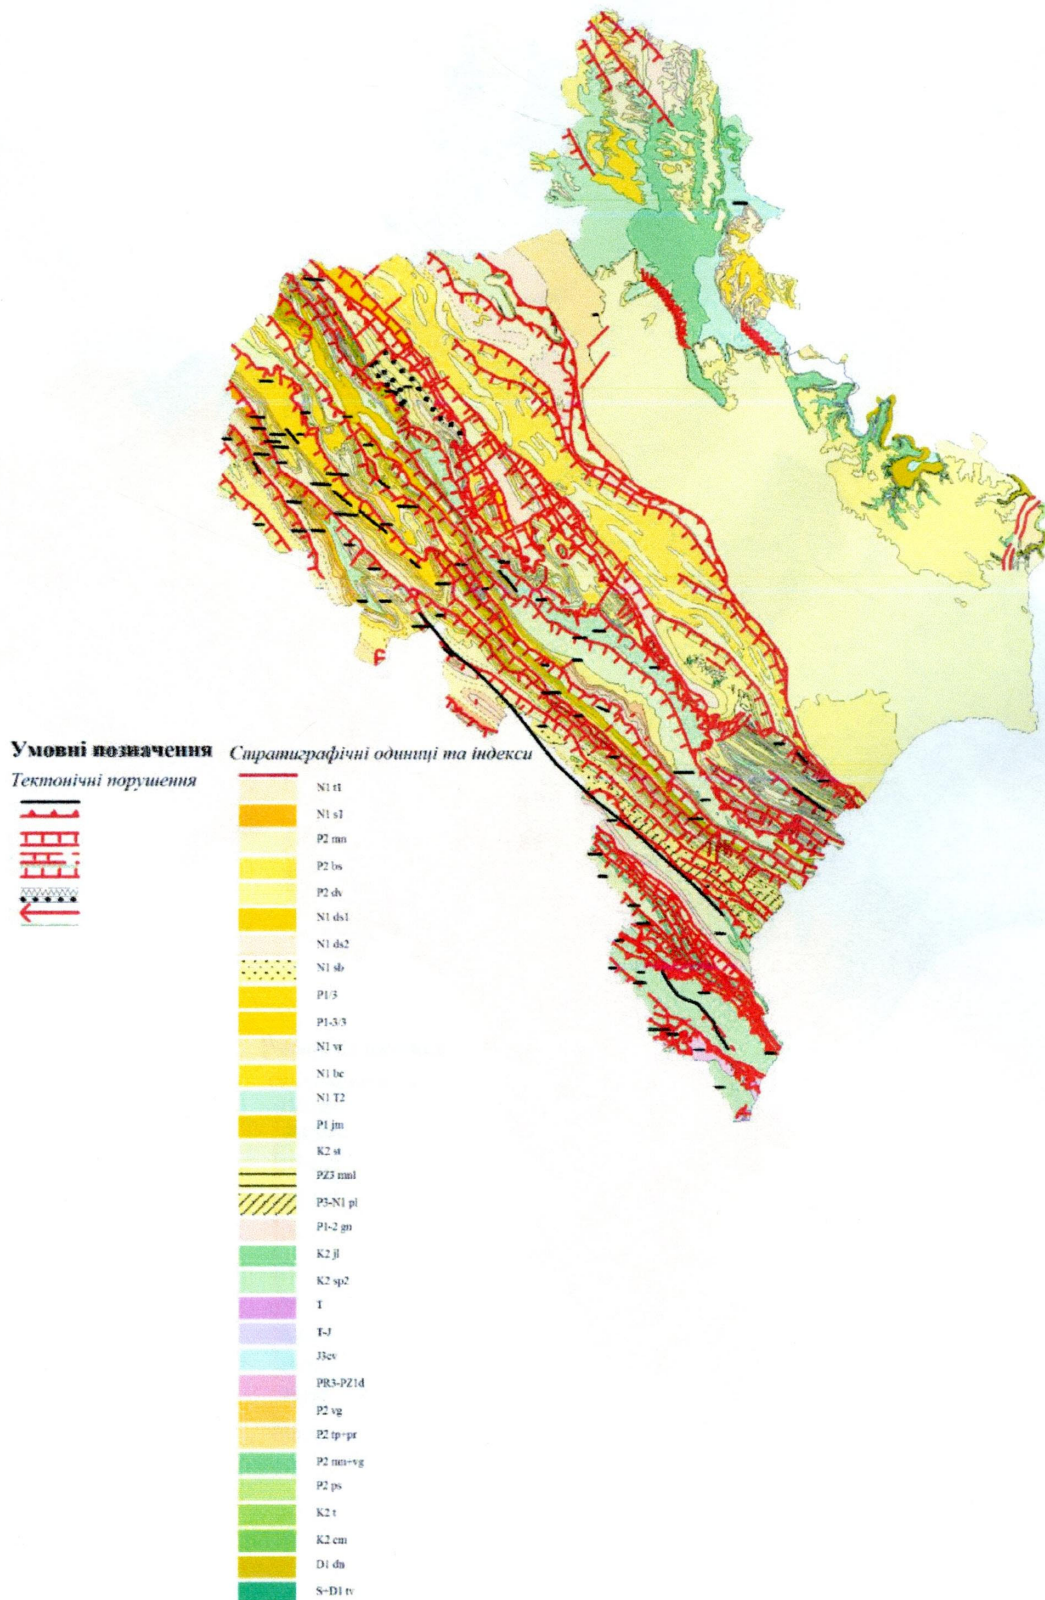 Умовні позначення
Стратиграфічні одиниці та індекси
Тектонічні порушення
N1 t1
N1 s1
P2 mn
P2 bs
P2 dv
N1 ds1
N1 ds2
N1 sb
P1/3
P1-3/3
N1 vr
N1 bc
N1 T2
P1 jm
K2 st
PZ3 mnl
P3-N1 pl
P1-2 gn
K2 jl
K2 sp2
T
T-J
J3cv
PR3-PZ1d
P2 vg
P2 tp+pr
P2 nm+vg
P2 ps
K2 t
K2 cm
D1 dn
S+D1 tv